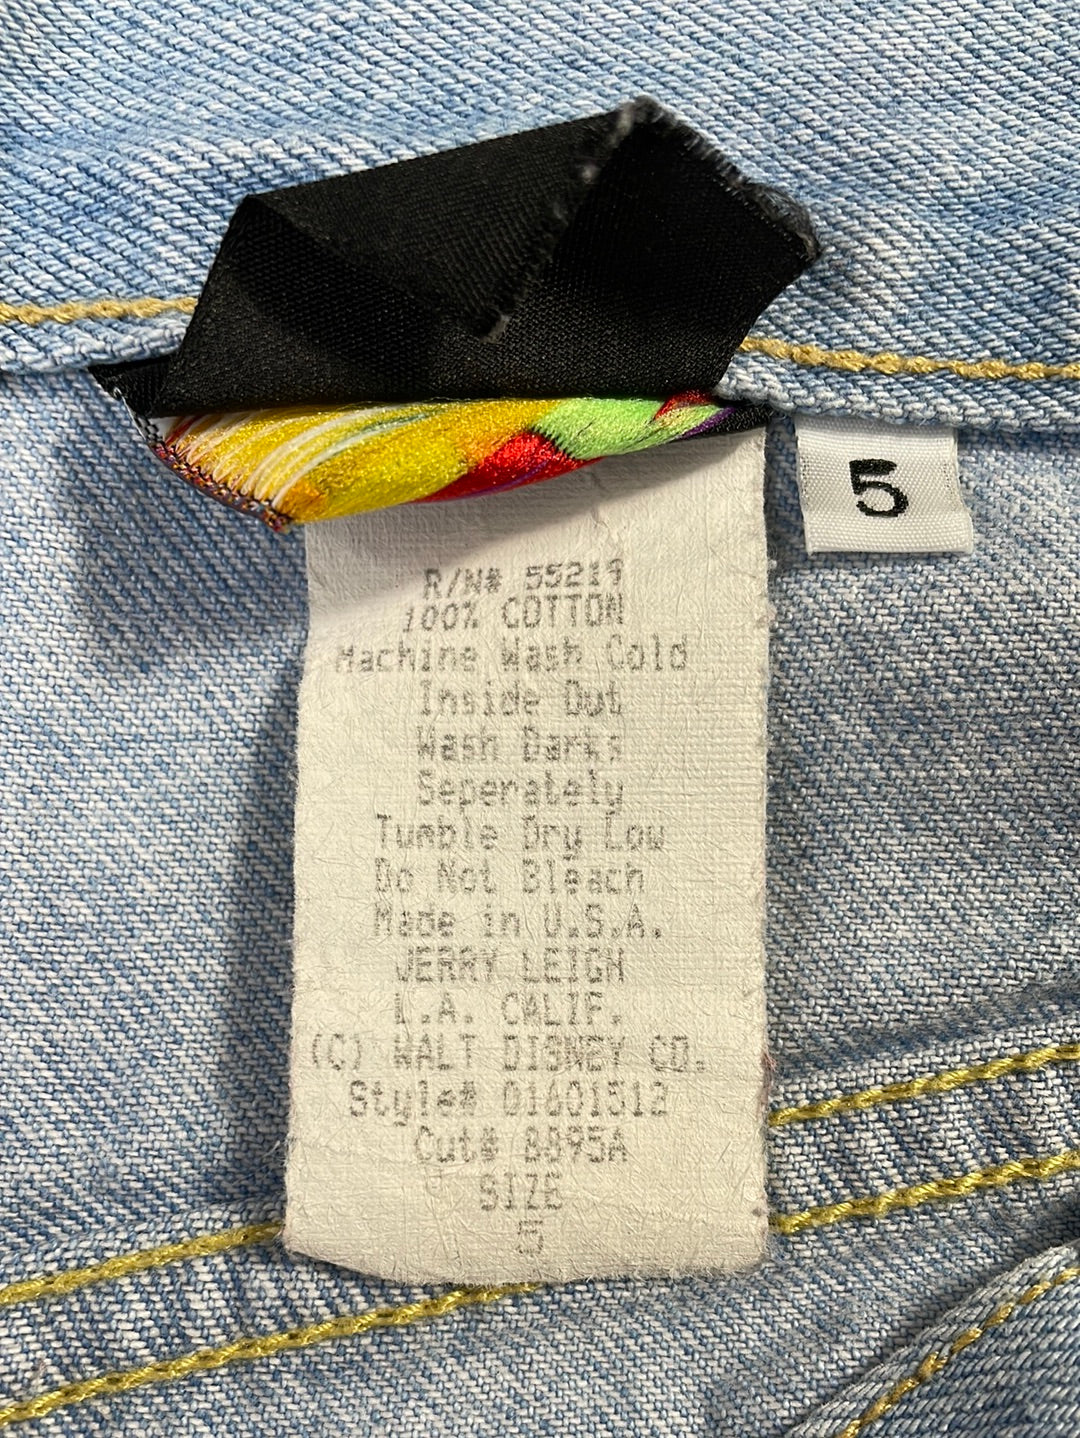 5
R/N# 55219
100% COTTON
Machine Wash Cold
Inside Out
Wash Darks
Seperately
Tumble Dry Low
Do Not Bleach
Made in U.S.A.
JERRY LEIGH
L.A. CALIF.
(C) WALT DISNEY CO.
Style# 01601512
Cut# 8895A
SIZE
5